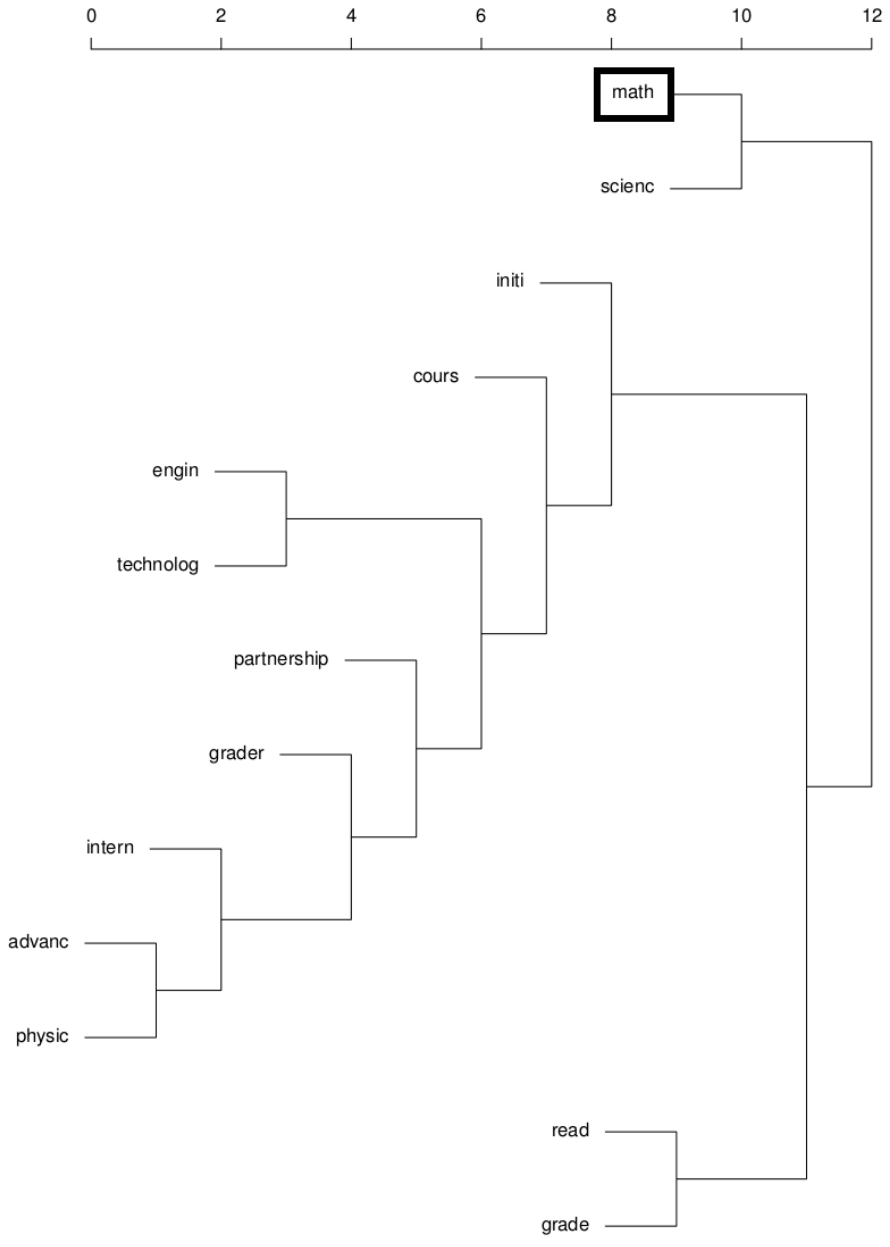 0 2 4 6 8 10 12
math
scienc
initi
cours
engin
technolog
partnership
grader
intern
advanc
physic
read
grade